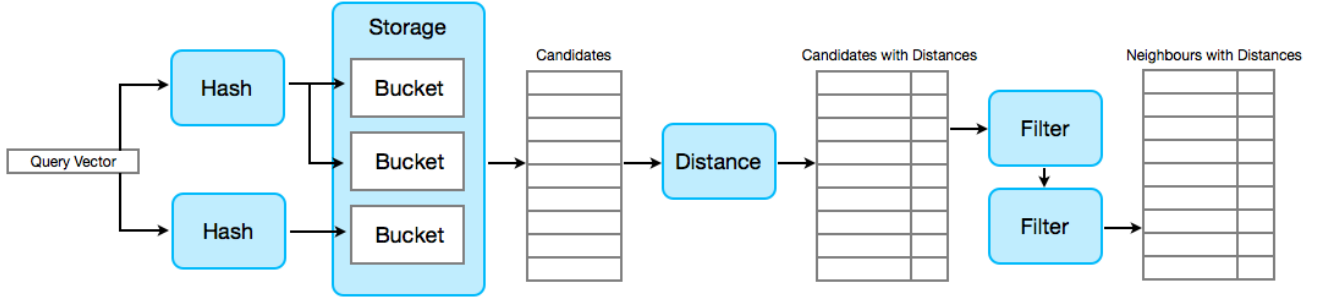 Query Vector
Hash
Hash
Storage
Bucket
Bucket
Bucket
Candidates
Distance
Candidates with Distances
Filter
Filter
Neighbours with Distances